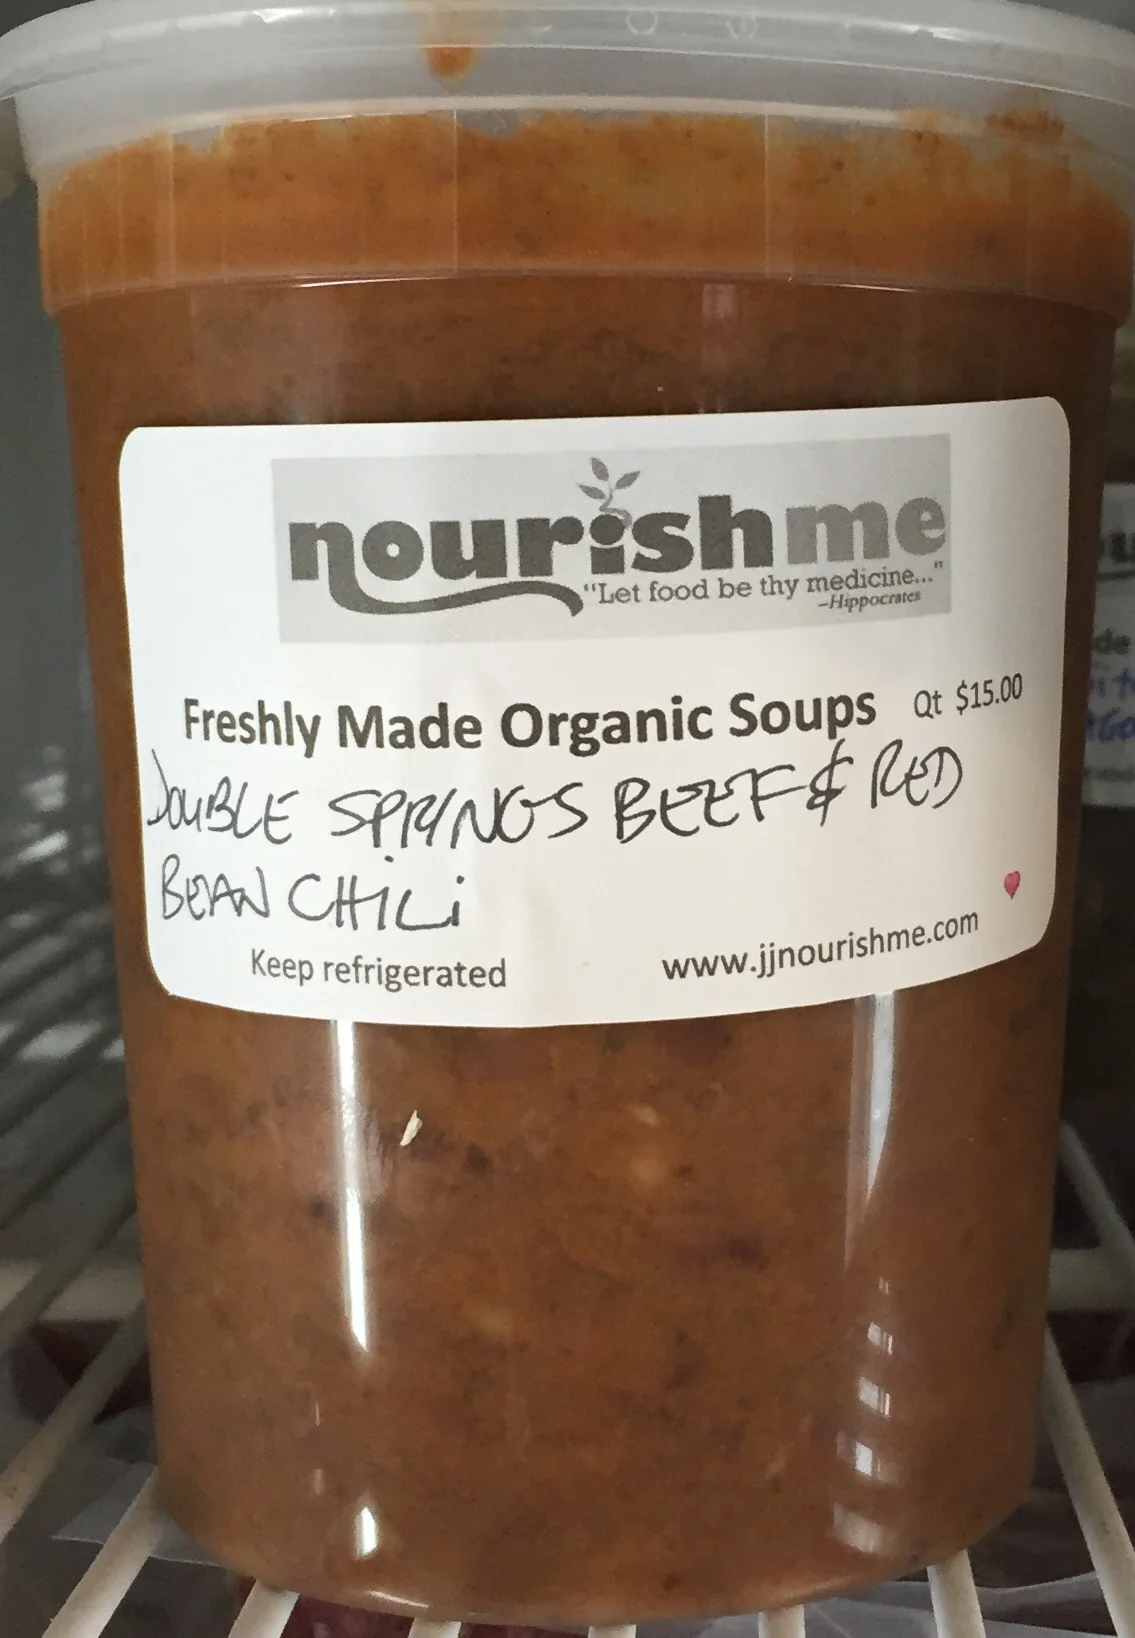 nourishme
"Let food be thy medicine..."
–Hippocrates
Freshly Made Organic Soups Qt $15.00
DOUBLE SPRINGS BEEF & RED
BEAN CHILi
Keep refrigerated www.jjnourishme.com